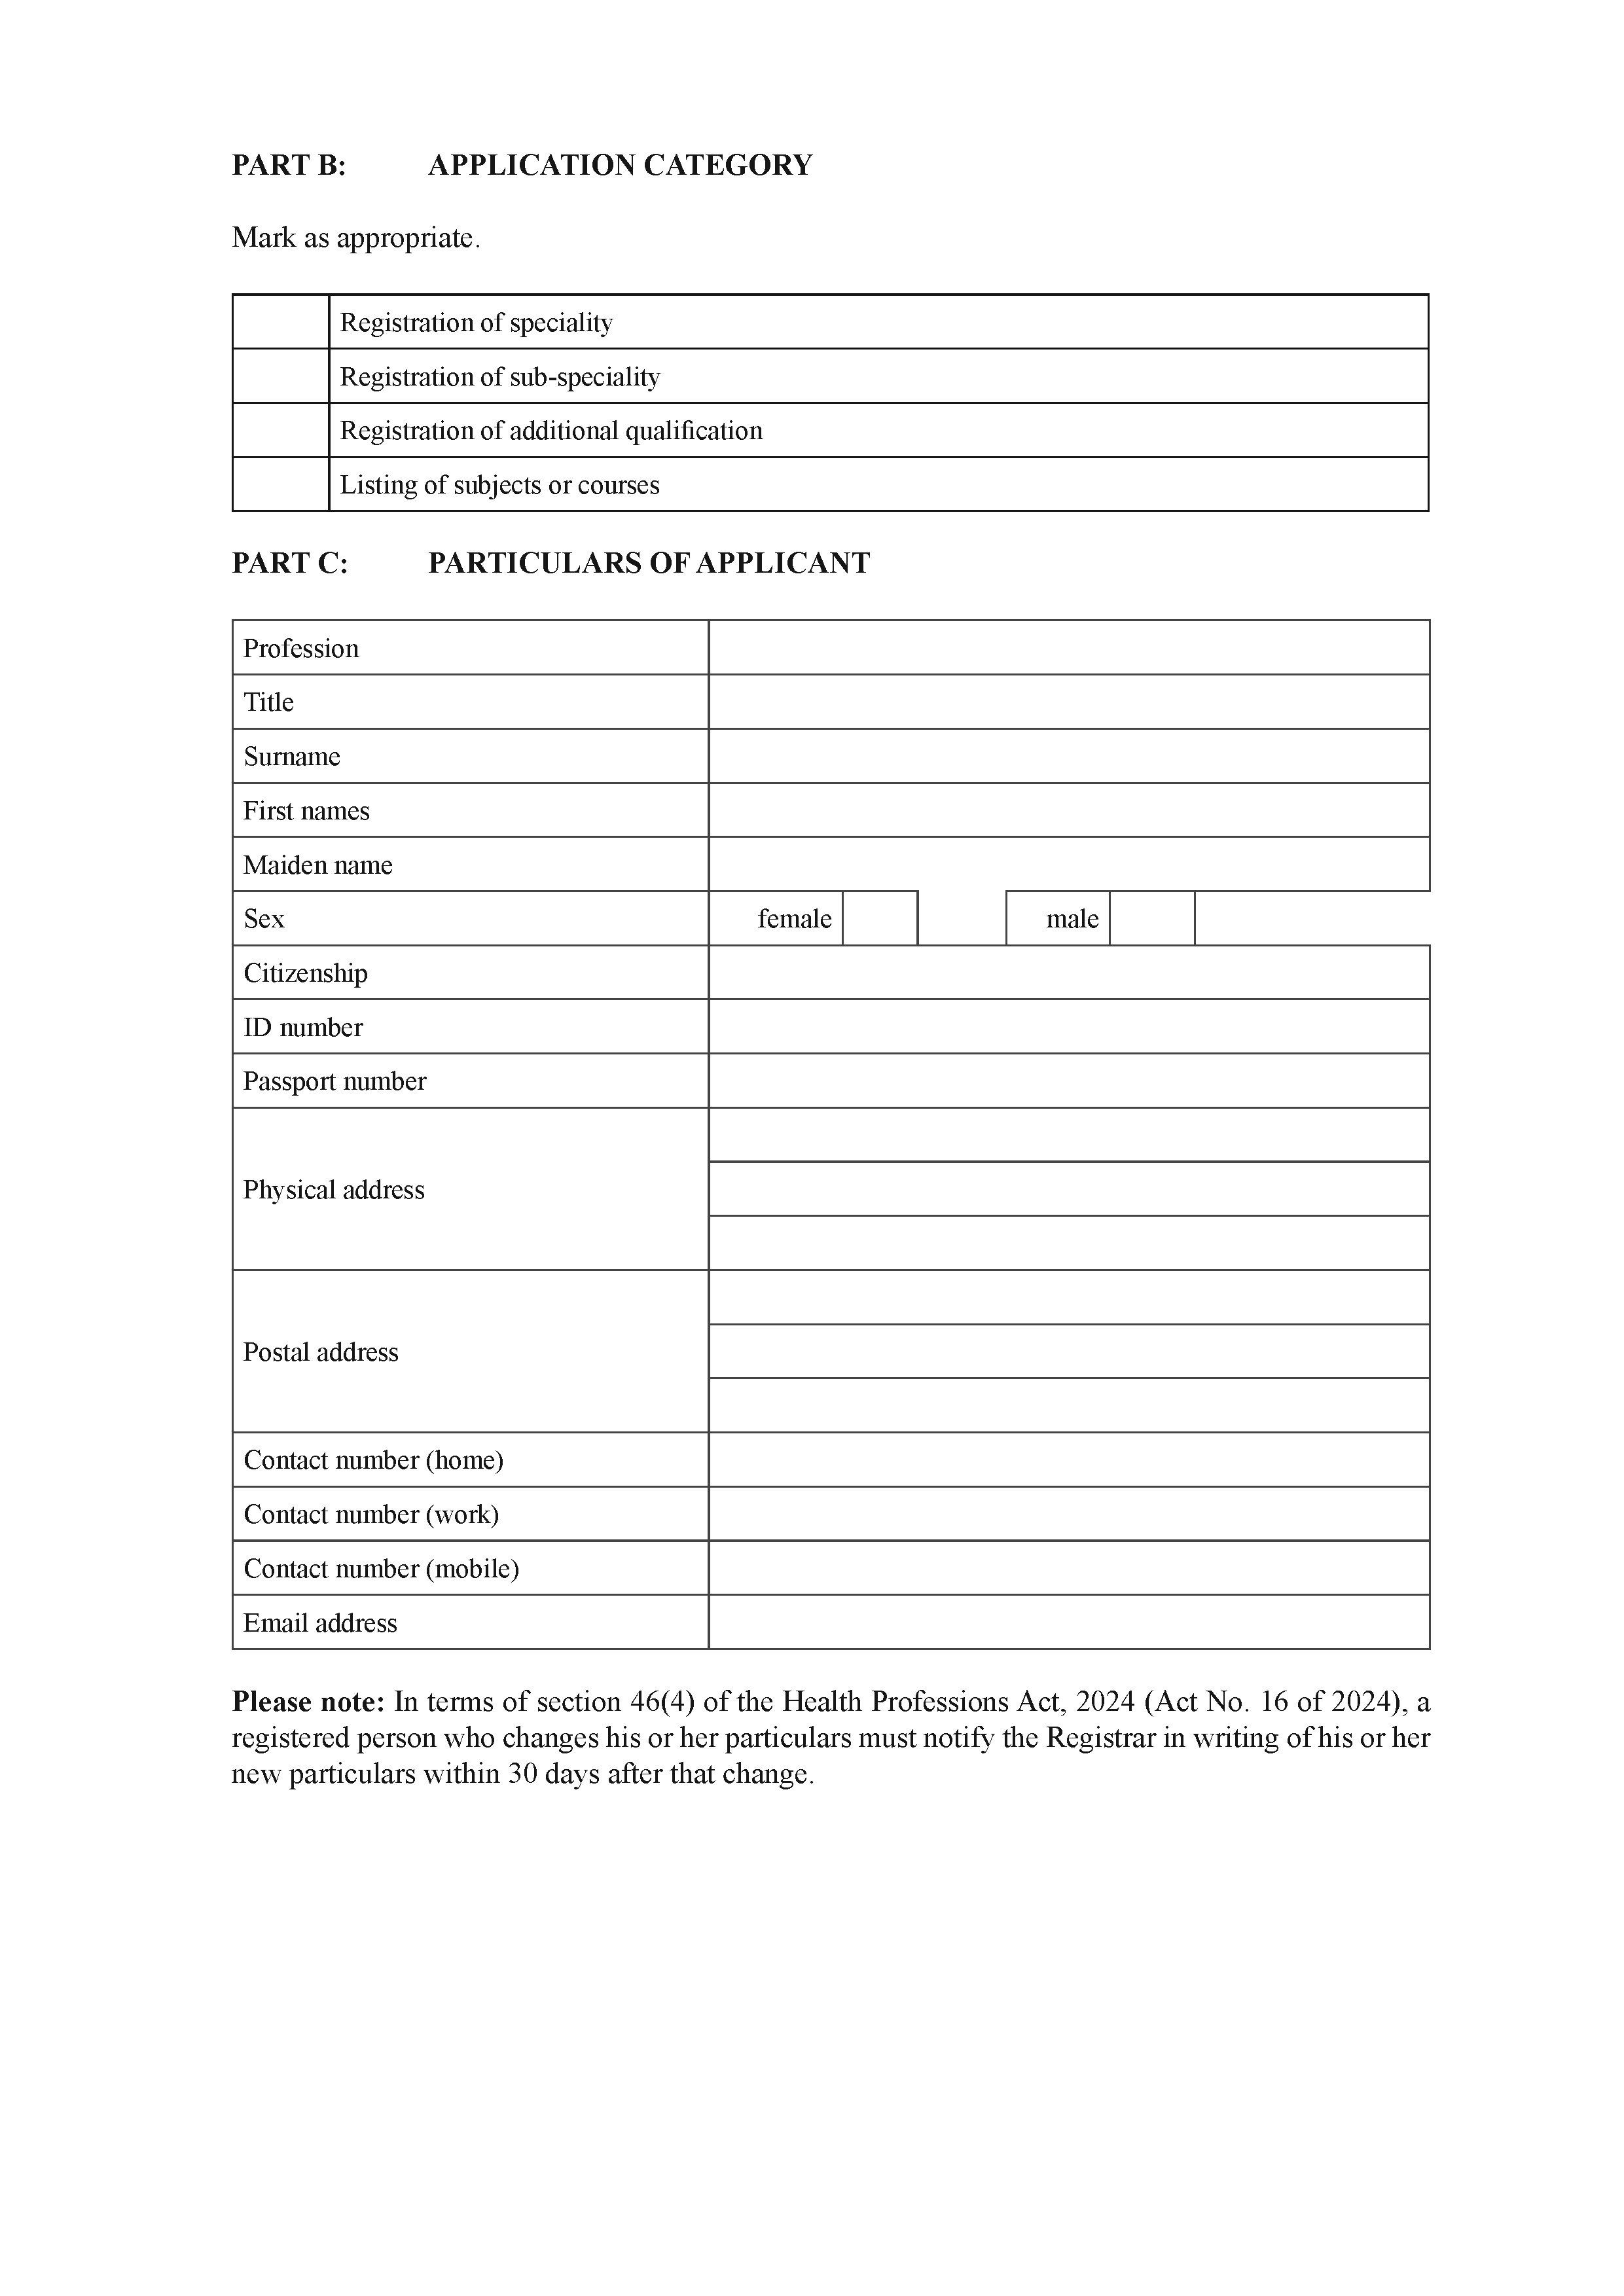 PART B: APPLICATION CATEGORY
Mark as appropriate.
Registration of speciality
Registration of sub-speciality
Registration of additional qualification
Listing of subjects or courses
PART C: PARTICULARS OF APPLICANT
Profession
Title
Surname
First names
Maiden name
Sex female male
Citizenship
ID number
Passport number
Physical address
Postal address
Contact number (home)
Contact number (work)
Contact number (mobile)
Email address
Please note: In terms of section 46(4) of the Health Professions Act, 2024 (Act No. 16 of 2024), a
registered person who changes his or her particulars must notify the Registrar in writing of his or her
new particulars within 30 days after that change.